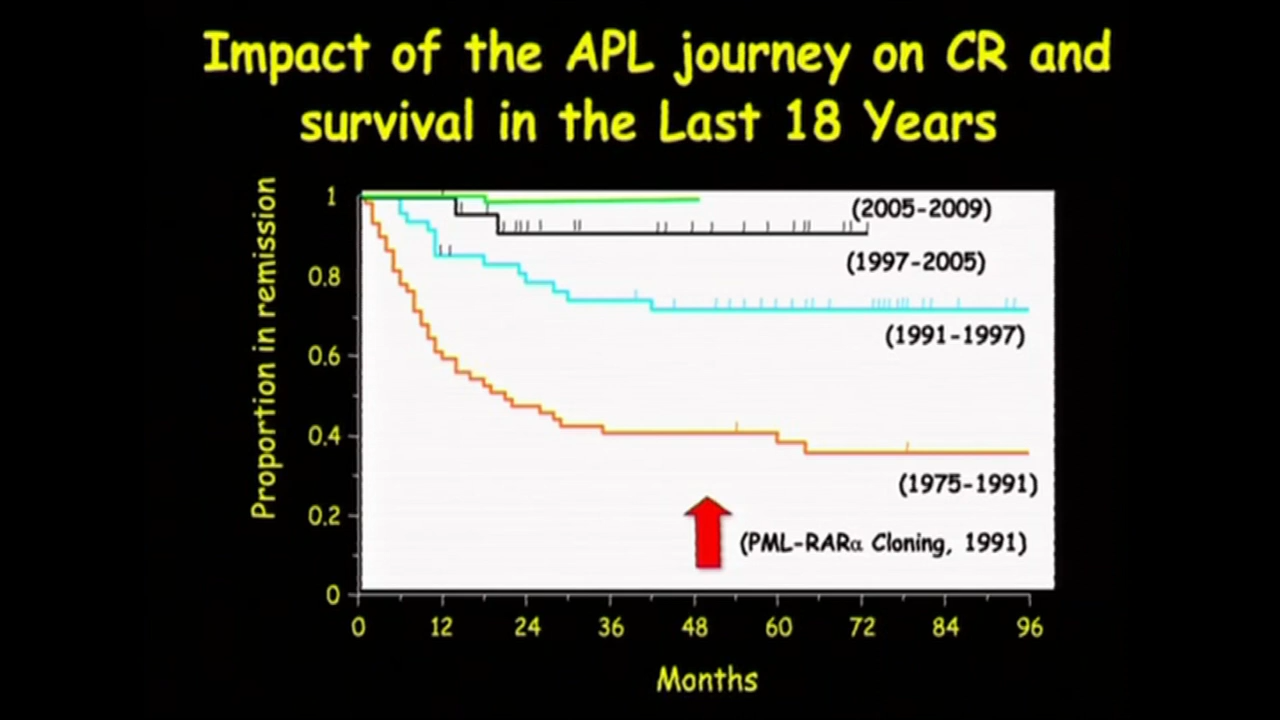 Impact of the APL journey on CR and
survival in the Last 18 Years
Proportion in remission
1
0.8
0.6
0.4
0.2
0
(2005-2009)
(1997-2005)
(1991-1997)
(1975-1991)
(PML-RARα Cloning, 1991)
0 12 24 36 48 60 72 84 96
Months